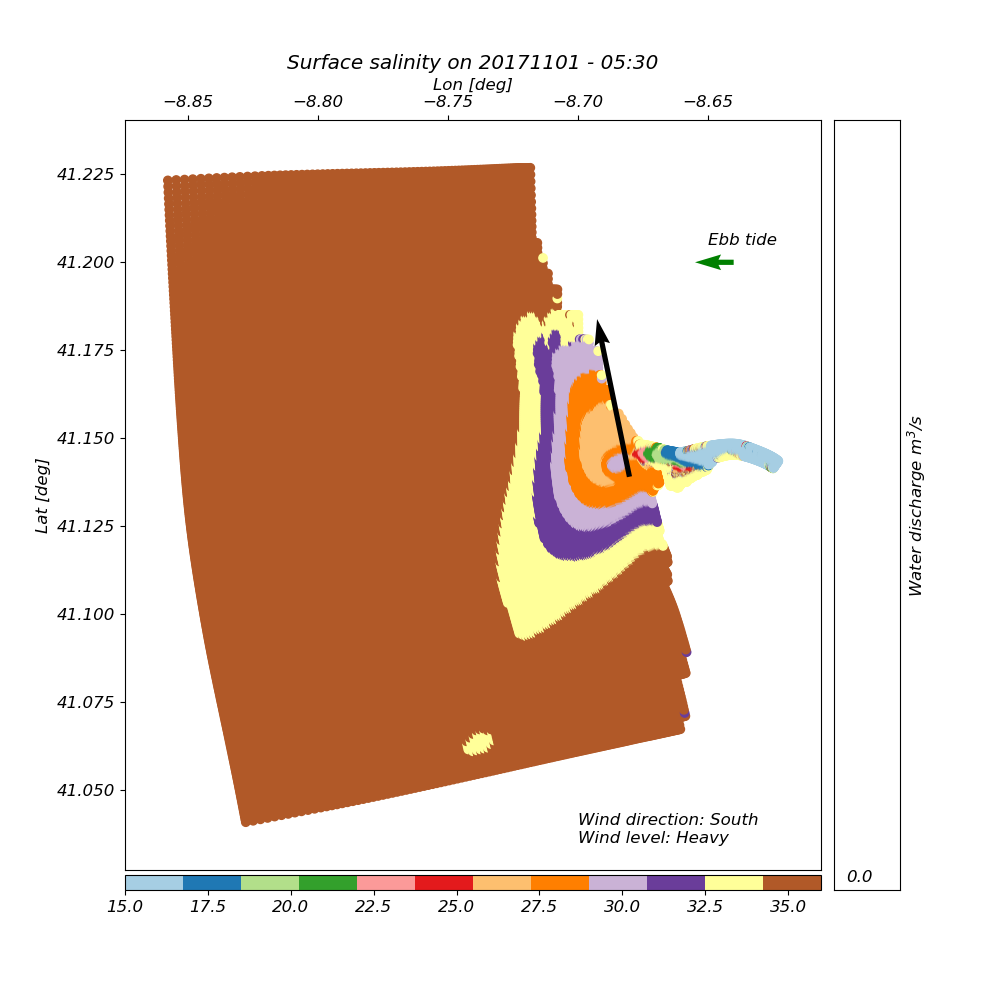 Surface salinity on 20171101 - 05:30
Lon [deg]
−8.85 −8.80 −8.75 −8.70 −8.65
41.225
41.200
41.175
41.150
41.125
41.100
41.075
41.050
Lat [deg]
Ebb tide
Wind direction: South
Wind level: Heavy
15.0 17.5 20.0 22.5 25.0 27.5 30.0 32.5 35.0
0.0
Water discharge m³/s